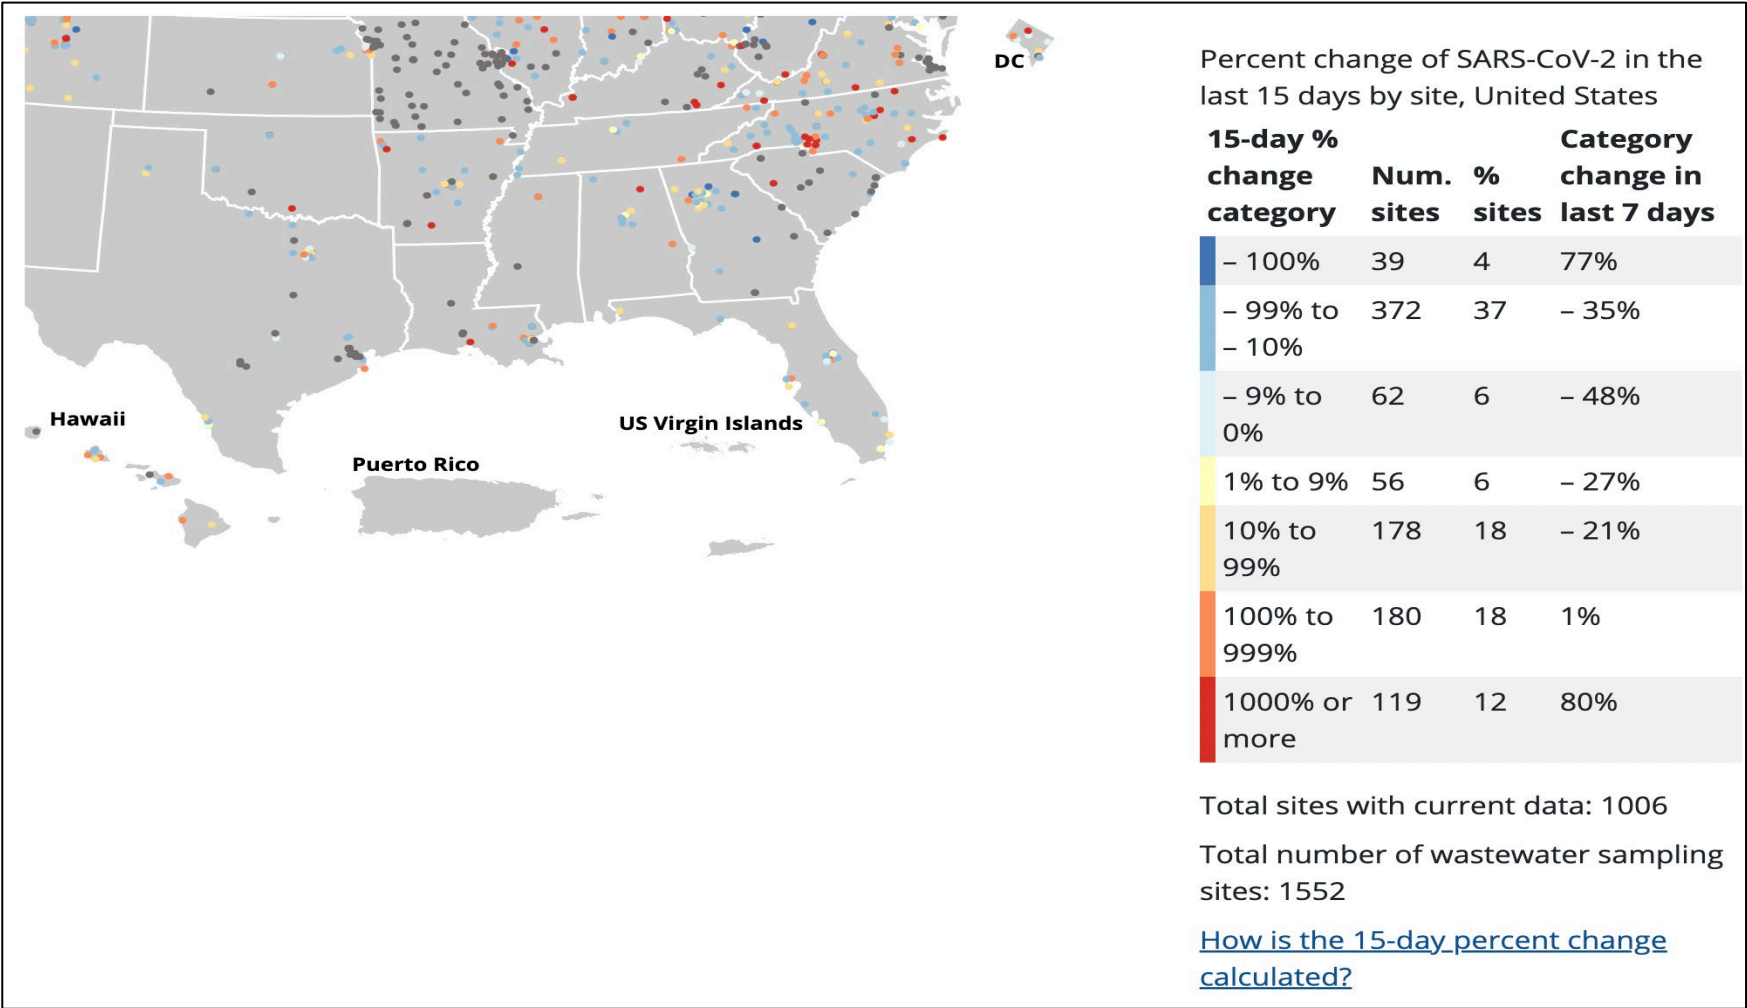 DC
Hawaii
US Virgin Islands
Puerto Rico
Percent change of SARS-CoV-2 in the
last 15 days by site, United States
15-day %
change
category
Num.
sites
%
sites
Category
change in
last 7 days
– 100% 39 4 77%
– 99% to 372 37 – 35%
– 10%
– 9% to 62 6 – 48%
0%
1% to 9% 56 6 – 27%
10% to 178 18 – 21%
99%
100% to 180 18 1%
999%
1000% or 119 12 80%
more
Total sites with current data: 1006
Total number of wastewater sampling
sites: 1552
How is the 15-day percent change
calculated?